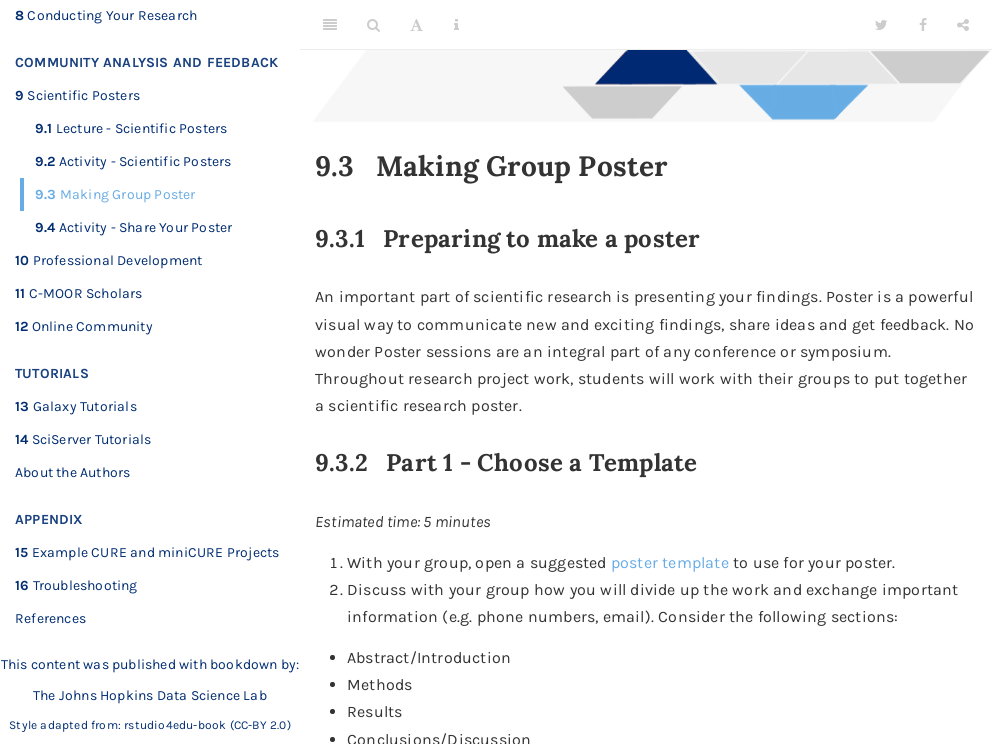 8 Conducting Your Research
COMMUNITY ANALYSIS AND FEEDBACK
9 Scientific Posters
9.1 Lecture - Scientific Posters
9.2 Activity - Scientific Posters
9.3 Making Group Poster
9.4 Activity - Share Your Poster
10 Professional Development
11 C-MOOR Scholars
12 Online Community
TUTORIALS
13 Galaxy Tutorials
14 SciServer Tutorials
About the Authors
APPENDIX
15 Example CURE and miniCURE Projects
16 Troubleshooting
References
This content was published with bookdown by:
The Johns Hopkins Data Science Lab
Style adapted from: rstudio4edu-book (CC-BY 2.0)
9.3 Making Group Poster
9.3.1 Preparing to make a poster
An important part of scientific research is presenting your findings. Poster is a powerful
visual way to communicate new and exciting findings, share ideas and get feedback. No
wonder Poster sessions are an integral part of any conference or symposium.
Throughout research project work, students will work with their groups to put together
a scientific research poster.
9.3.2 Part 1 - Choose a Template
Estimated time: 5 minutes
1. With your group, open a suggested poster template to use for your poster.
2. Discuss with your group how you will divide up the work and exchange important
information (e.g. phone numbers, email). Consider the following sections:
• Abstract/Introduction
• Methods
• Results
• Conclusions/Discussion